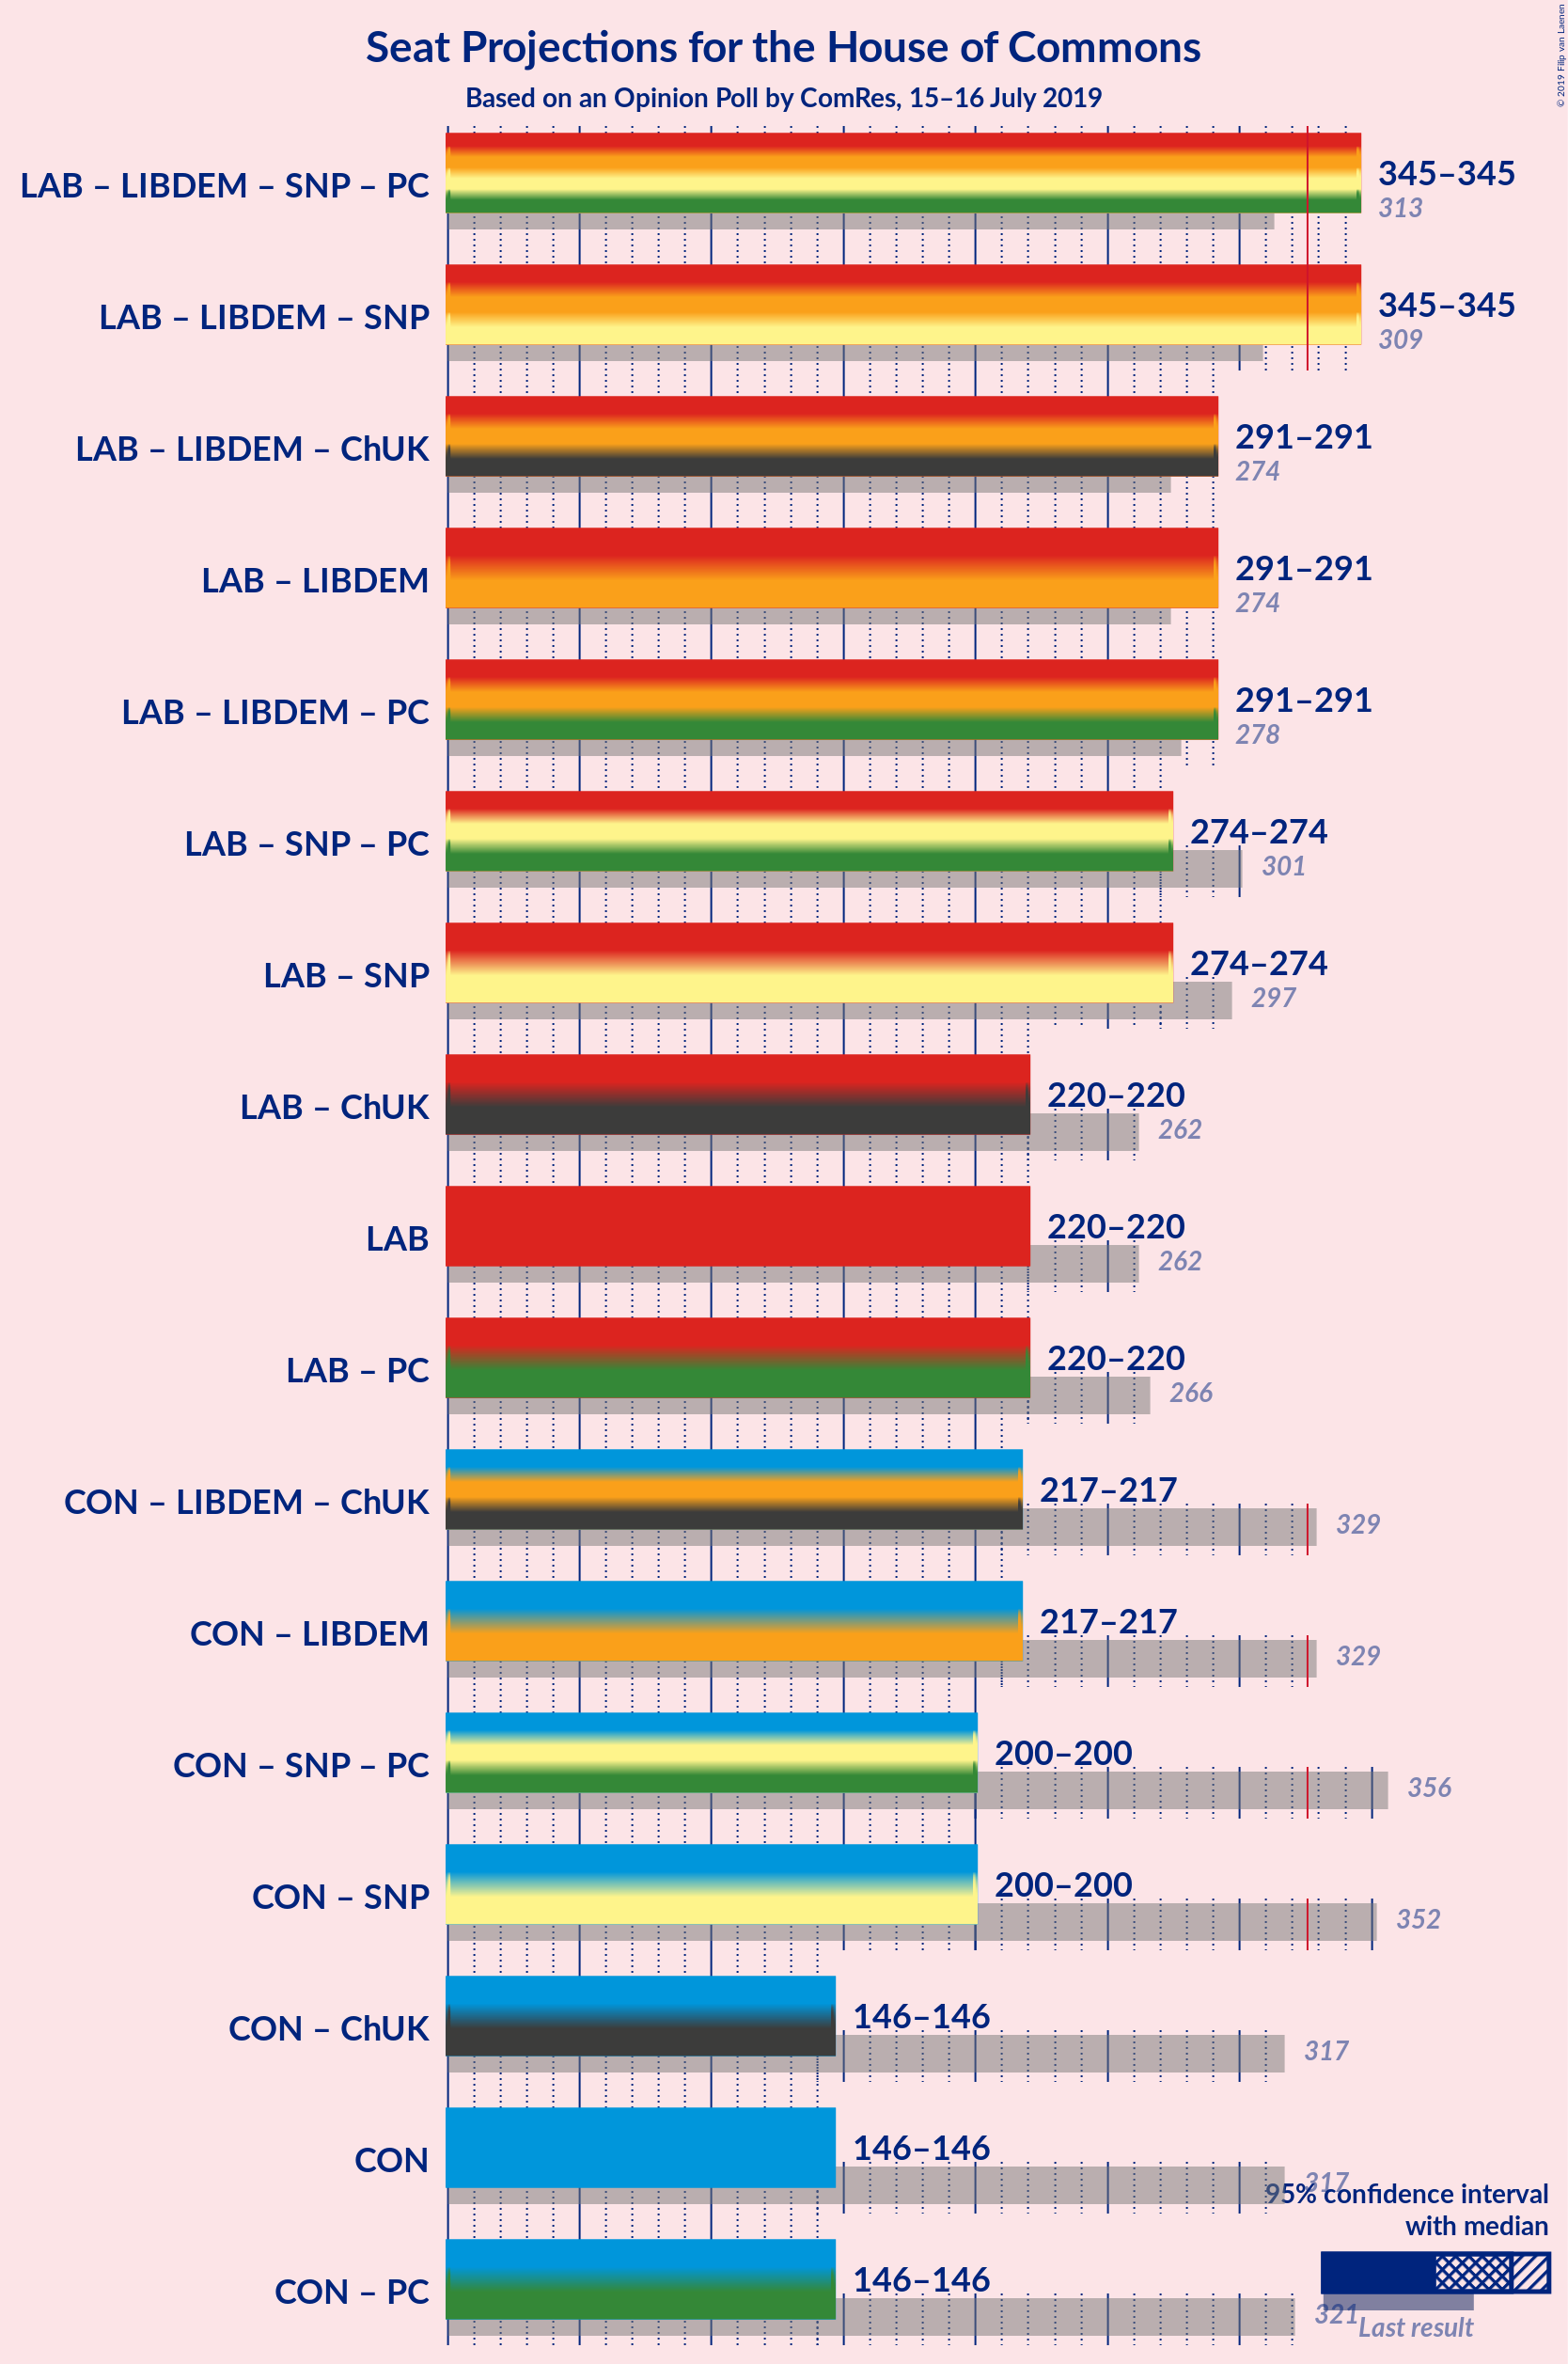 Seat Projections for the House of Commons
Based on an Opinion Poll by ComRes, 15–16 July 2019
© 2019 Filip van Laenen
LAB – LIBDEM – SNP – PC
345–345
313
LAB – LIBDEM – SNP
345–345
309
LAB – LIBDEM – ChUK
291–291
274
LAB – LIBDEM
291–291
274
LAB – LIBDEM – PC
291–291
278
LAB – SNP – PC
274–274
301
LAB – SNP
274–274
297
LAB – ChUK
220–220
262
LAB
220–220
262
LAB – PC
220–220
266
CON – LIBDEM – ChUK
217–217
329
CON – LIBDEM
217–217
329
CON – SNP – PC
200–200
356
CON – SNP
200–200
352
CON – ChUK
146–146
317
CON
146–146
317
CON – PC
146–146
321
95% confidence interval
with median
Last result